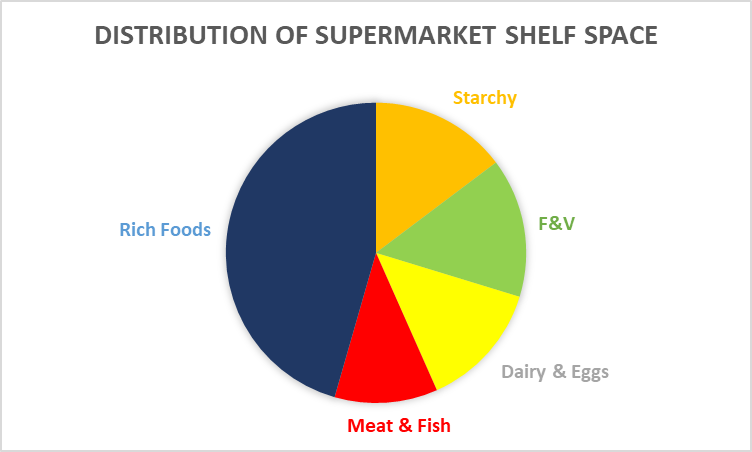 DISTRIBUTION OF SUPERMARKET SHELF SPACE
Starchy
F&V
Rich Foods
Dairy & Eggs
Meat & Fish